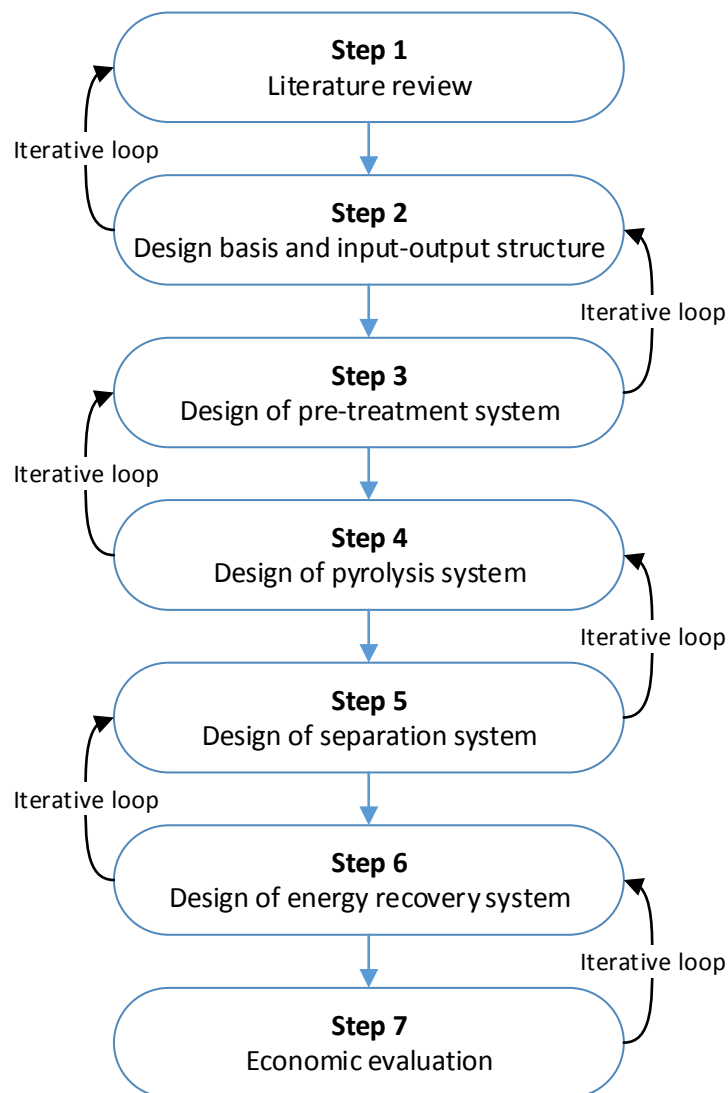 Step 1
Literature review
Iterative loop
Step 2
Design basis and input-output structure
Iterative loop
Step 3
Design of pre-treatment system
Iterative loop
Step 4
Design of pyrolysis system
Iterative loop
Step 5
Design of separation system
Iterative loop
Step 6
Design of energy recovery system
Iterative loop
Step 7
Economic evaluation